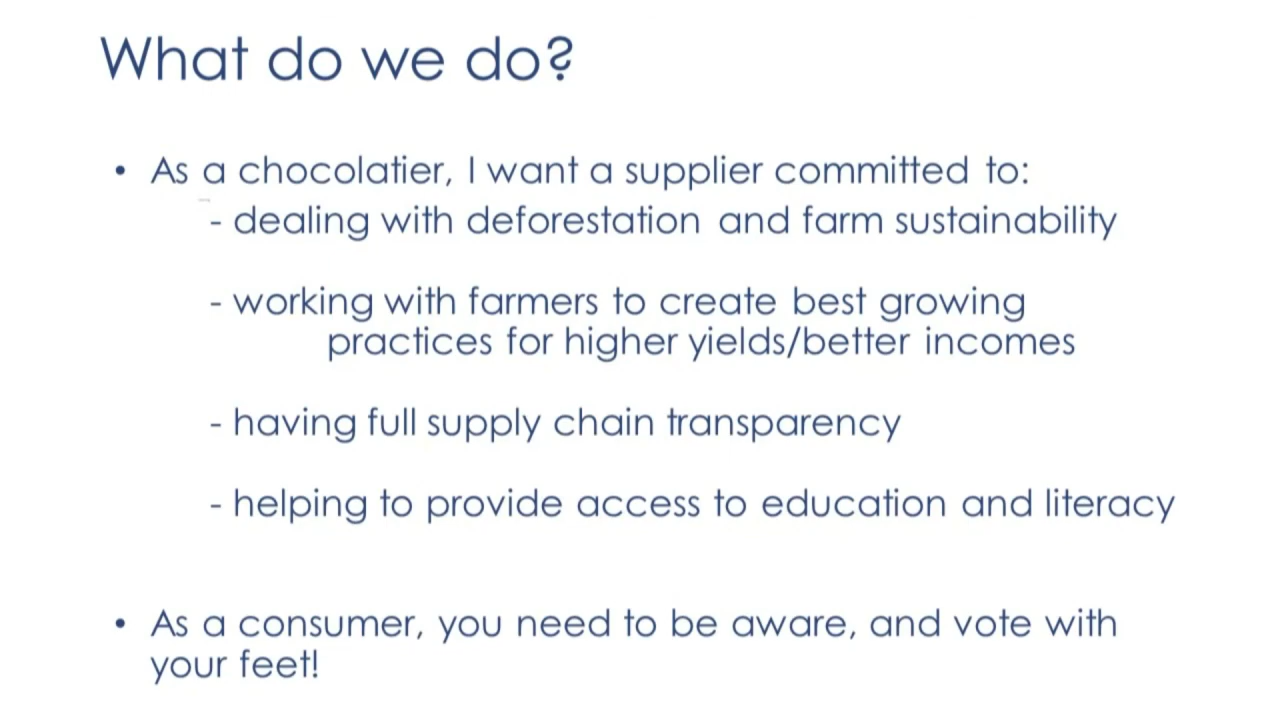 What do we do?
• As a chocolatier, I want a supplier committed to:
- dealing with deforestation and farm sustainability
- working with farmers to create best growing
practices for higher yields/better incomes
- having full supply chain transparency
- helping to provide access to education and literacy
• As a consumer, you need to be aware, and vote with
your feet!